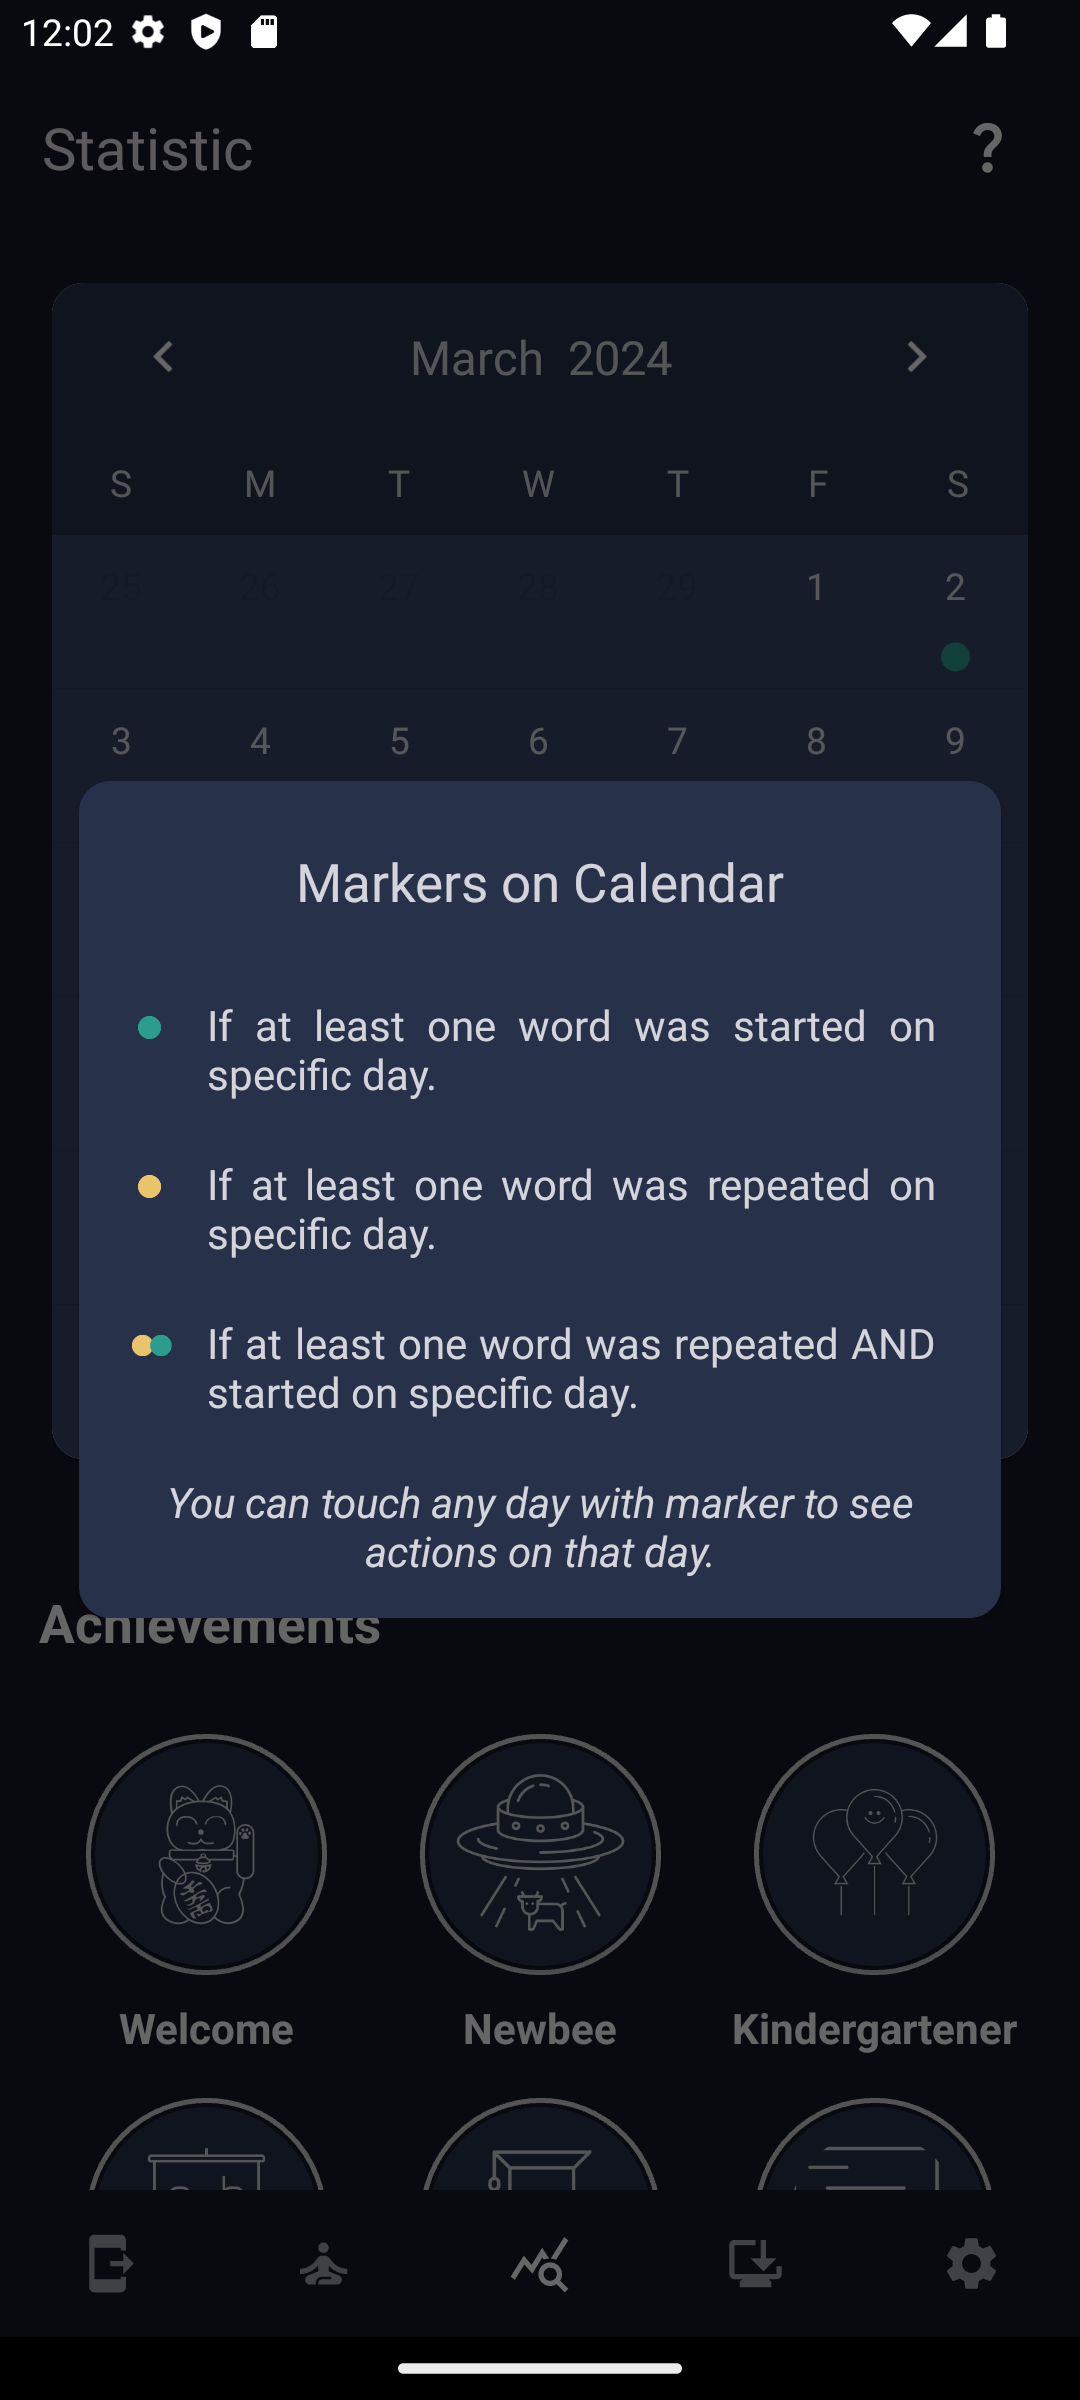 12:02
Statistic
?
March 2024
S M T W T F S
25 26 27 28 29 1 2
3 4 5 6 7 8 9
Markers on Calendar
If at least one word was started on
specific day.
If at least one word was repeated on
specific day.
If at least one word was repeated AND
started on specific day.
You can touch any day with marker to see
actions on that day.
Achievements
Welcome Newbee Kindergartener